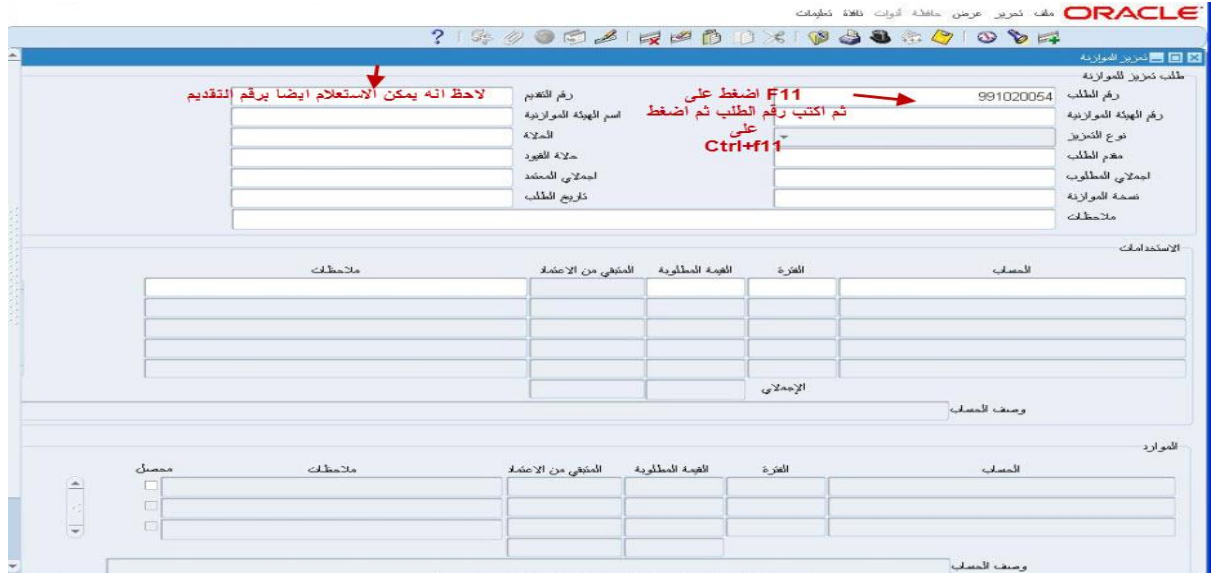 ORACLE
ملف تحرير عرض حافظة أدوات نافذة تعليمات
تعزيز الموازنة
طلب تعزيز للموازنة
رقم الطلب 991020054 رقم التقديم
رقم الهيئة الموازنية اسم الهيئة الموازنية
نوع التعزيز الحالة
مقدم الطلب حالة القيود
اجمالي المطلوب اجمالي المعتمد
نسخة الموازنة تاريخ الطلب
ملاحظات
اضغط على F11
ثم اكتب رقم الطلب ثم اضغط
على
Ctrl+f11
لاحظ انه يمكن الاستعلام ايضا برقم التقديم
الاستخدامات
الحساب الفترة القيمة المطلوبة المتبقي من الاعتماد ملاحظات
الإجمالي
وصف الحساب
الموارد
الحساب الفترة القيمة المطلوبة المتبقي من الاعتماد ملاحظات محصل
وصف الحساب